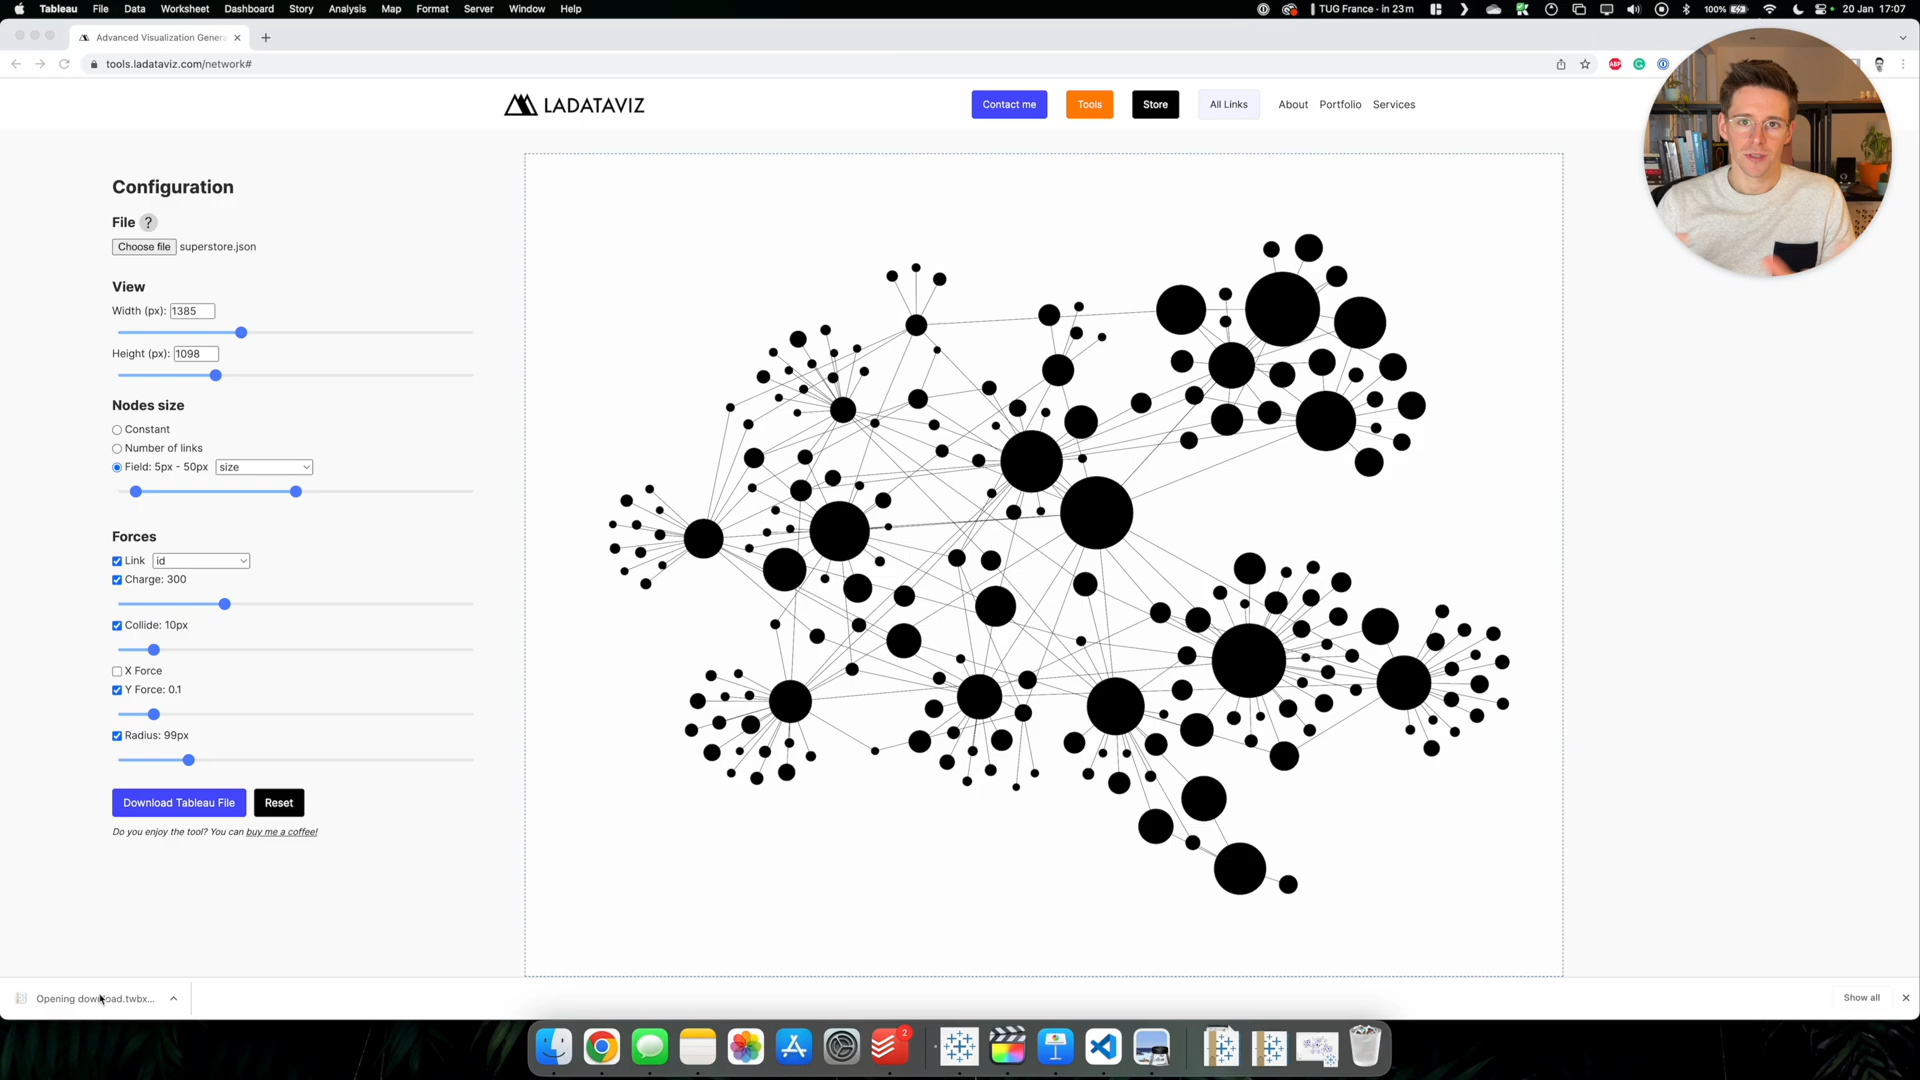 Tableau File Data Worksheet Dashboard Story Analysis Map Format Server Window Help TUG France · in 23m 100% 20 Jan 17:07
Advanced Visualization Genera
tools.ladataviz.com/network#
ABP
LADATAVIZ
Contact me Tools Store All Links About Portfolio Services
Configuration
File ?
Choose file superstore.json
View
Width (px): 1385
Height (px): 1098
Nodes size
Constant
Number of links
Field: 5px - 50px size
Forces
Link id
Charge: 300
Collide: 10px
X Force
Y Force: 0.1
Radius: 99px
Download Tableau File Reset
Do you enjoy the tool? You can buy me a coffee!
Opening download.twbx... Show all
2